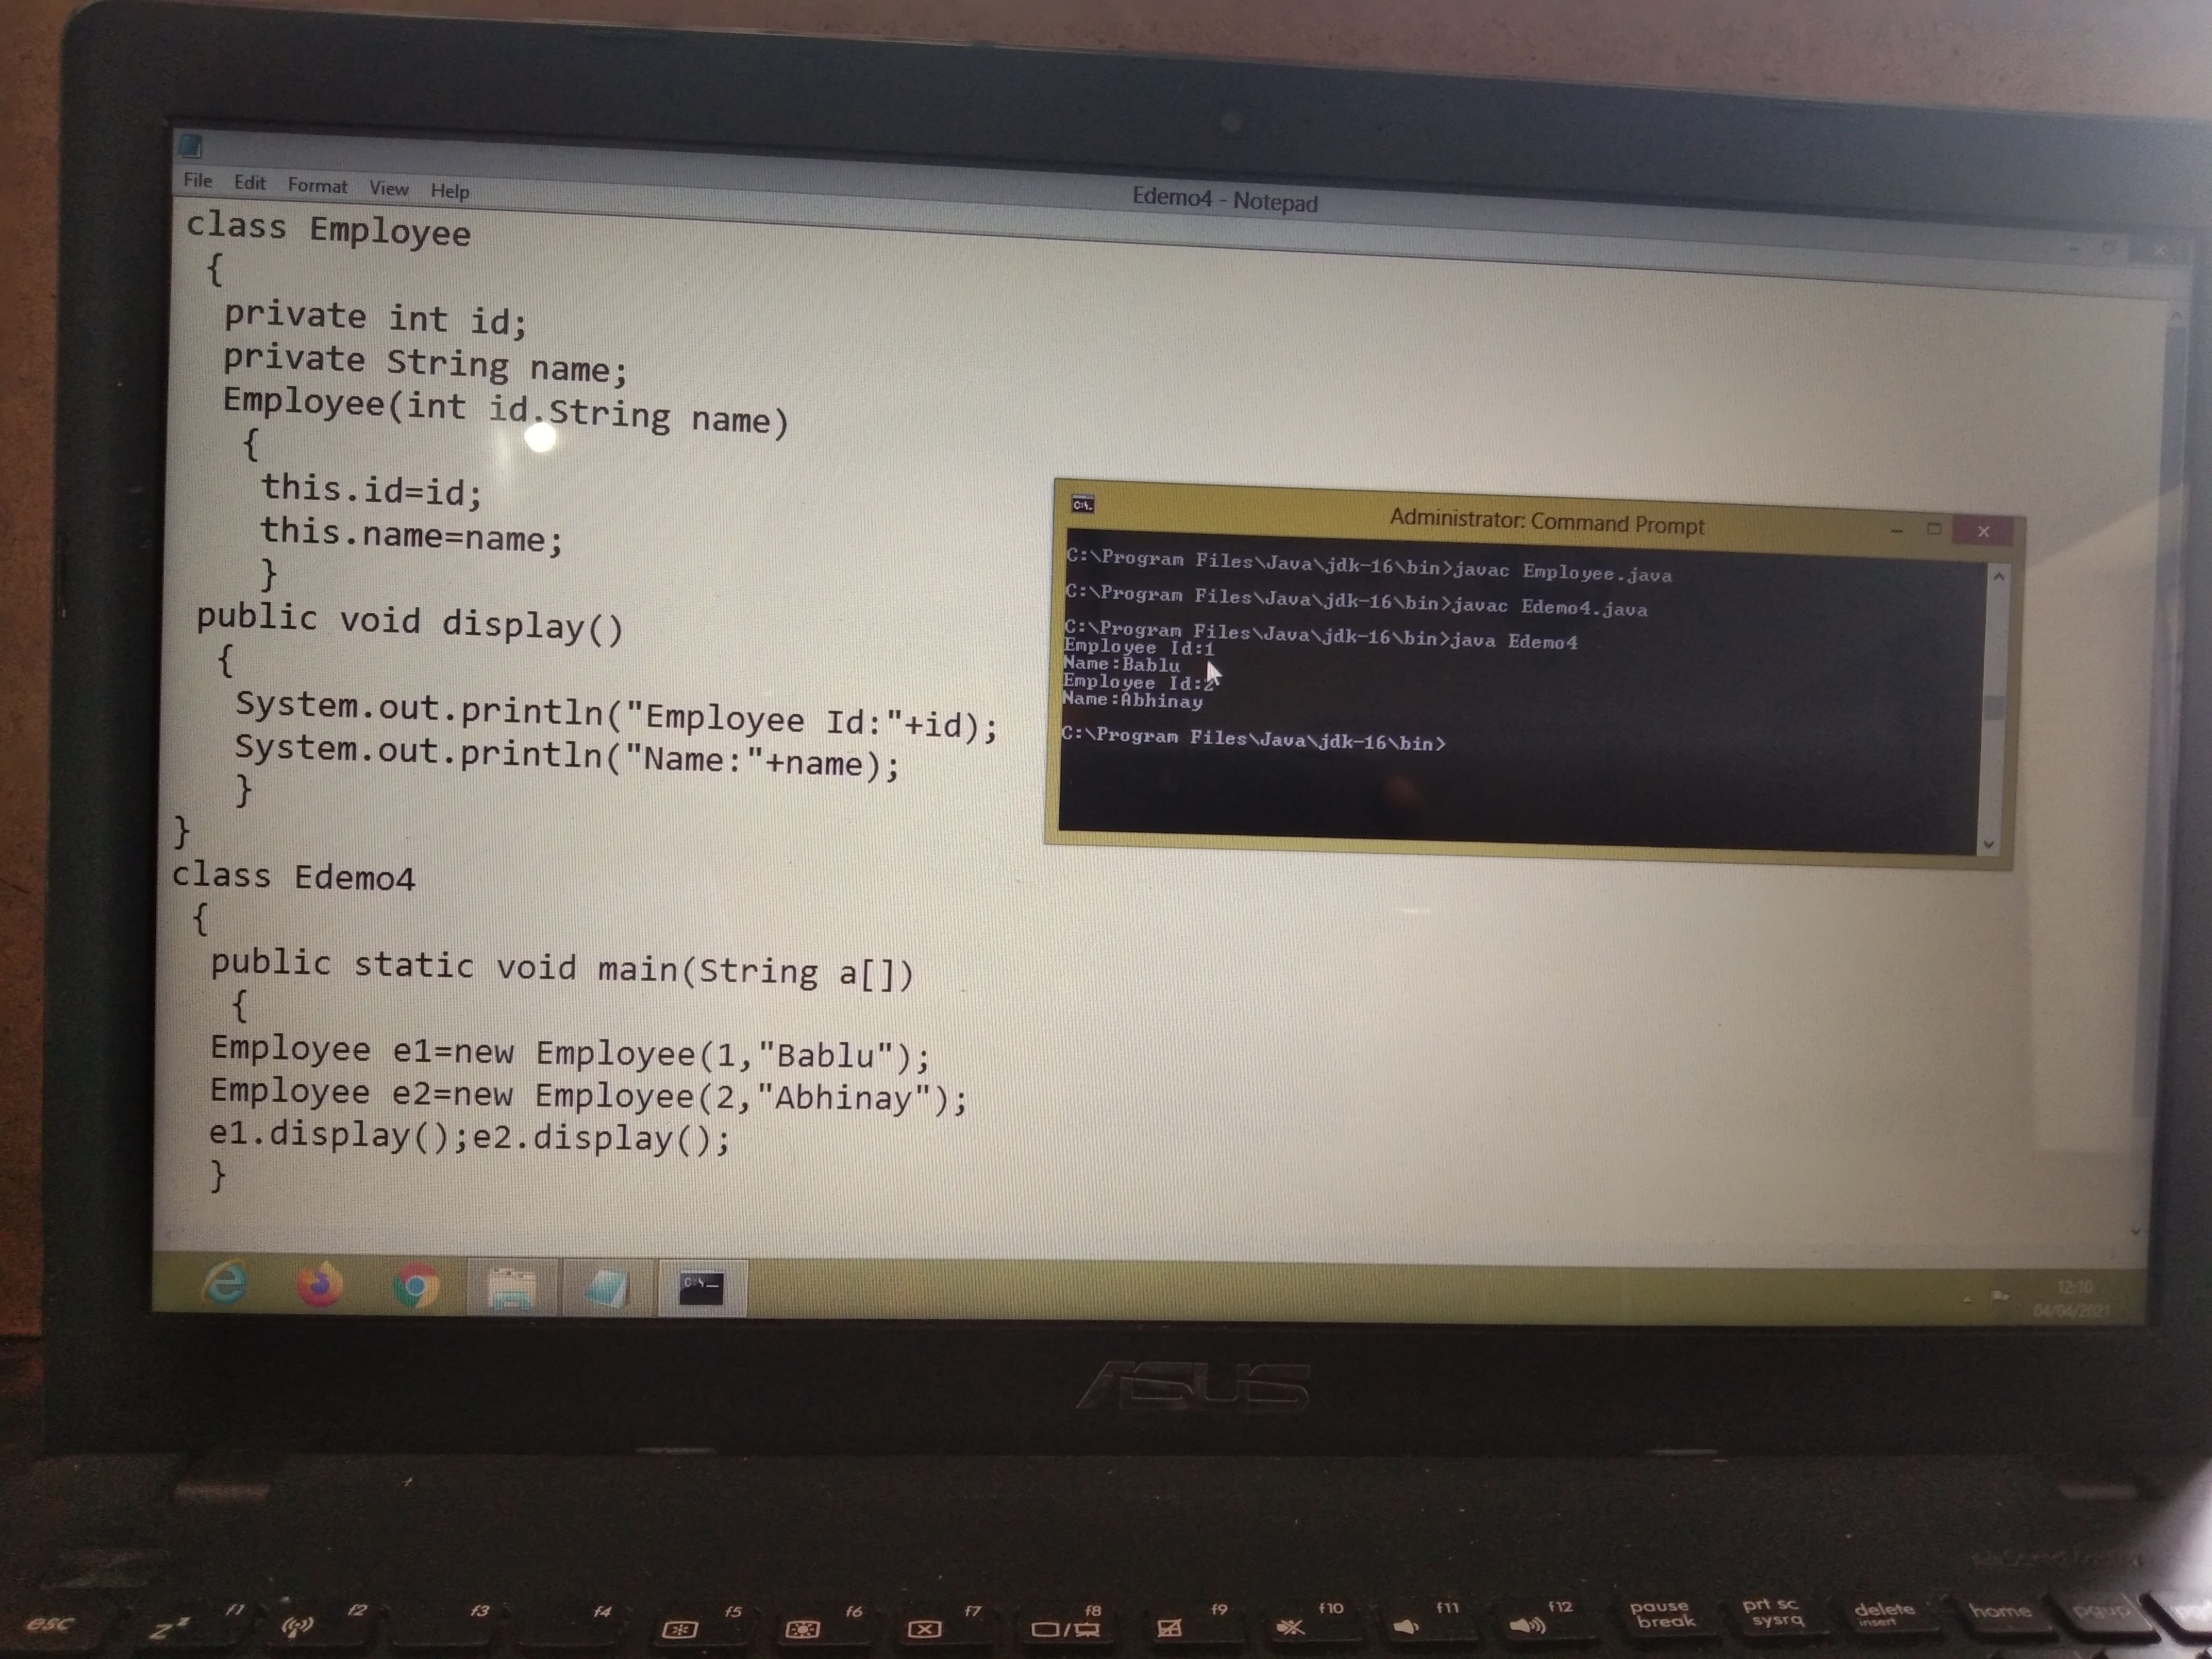 Edemo4 - Notepad
File Edit Format View Help
class Employee
{
private int id;
private String name;
Employee(int id,String name)
{
this.id=id;
this.name=name;
}
public void display()
{
System.out.println("Employee Id:"+id);
System.out.println("Name:"+name);
}
}
class Edemo4
{
public static void main(String a[])
{
Employee e1=new Employee(1,"Bablu");
Employee e2=new Employee(2,"Abhinay");
e1.display();e2.display();
}
Administrator: Command Prompt
C:\Program Files\Java\jdk-16\bin>javac Employee.java
C:\Program Files\Java\jdk-16\bin>javac Edemo4.java
C:\Program Files\Java\jdk-16\bin>java Edemo4
Employee Id:1
Name:Bablu
Employee Id:2
Name:Abhinay
C:\Program Files\Java\jdk-16\bin>
12:10
04/04/2021
ASUS
esc f1 f2 f3 f4 f5 f6 f7 f8 f9 f10 f11 f12 pause break prt sc sysrq delete insert home pgup